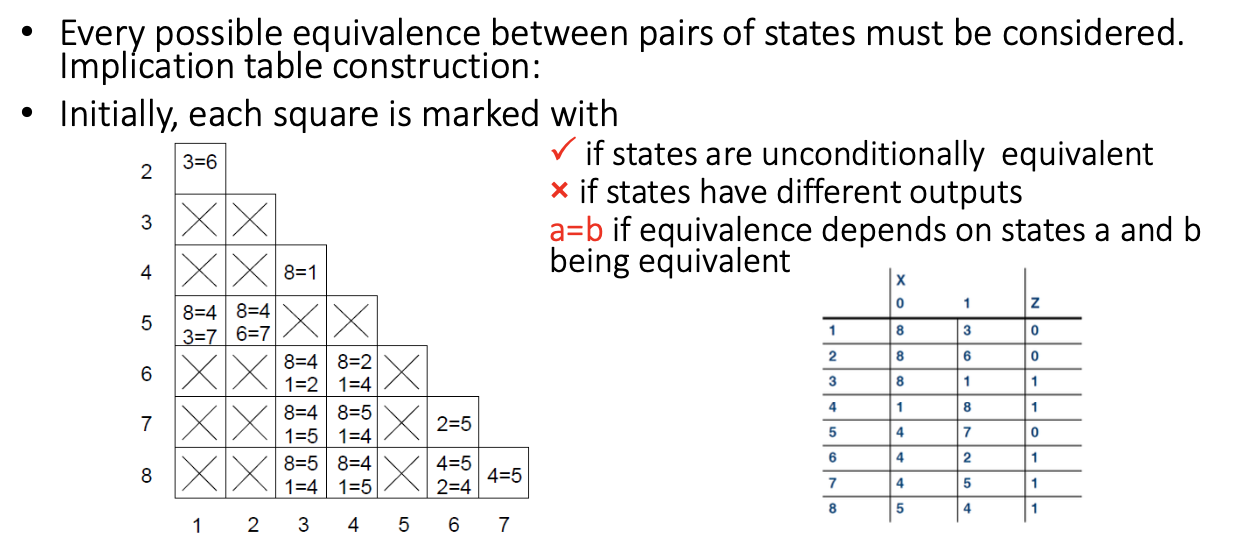 • Every possible equivalence between pairs of states must be considered.
Implication table construction:
• Initially, each square is marked with
✓ if states are unconditionally equivalent
× if states have different outputs
a=b if equivalence depends on states a and b
being equivalent
2 3=6
3
4 8=1
5 8=4 8=4
3=7 6=7
6 8=4 8=2
1=2 1=4
7 8=4 8=5 2=5
1=5 1=4
8 8=5 8=4 4=5 4=5
1=4 1=5 2=4
1 2 3 4 5 6 7
X
0 1 Z
1 8 3 0
2 8 6 0
3 8 1 1
4 1 8 1
5 4 7 0
6 4 2 1
7 4 5 1
8 5 4 1